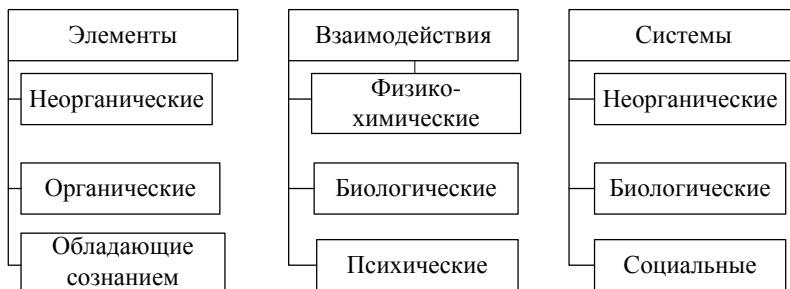 Элементы
Взаимодействия
Системы
Неорганические
Физико-
химические
Неорганические
Органические
Биологические
Биологические
Обладающие
сознанием
Психические
Социальные